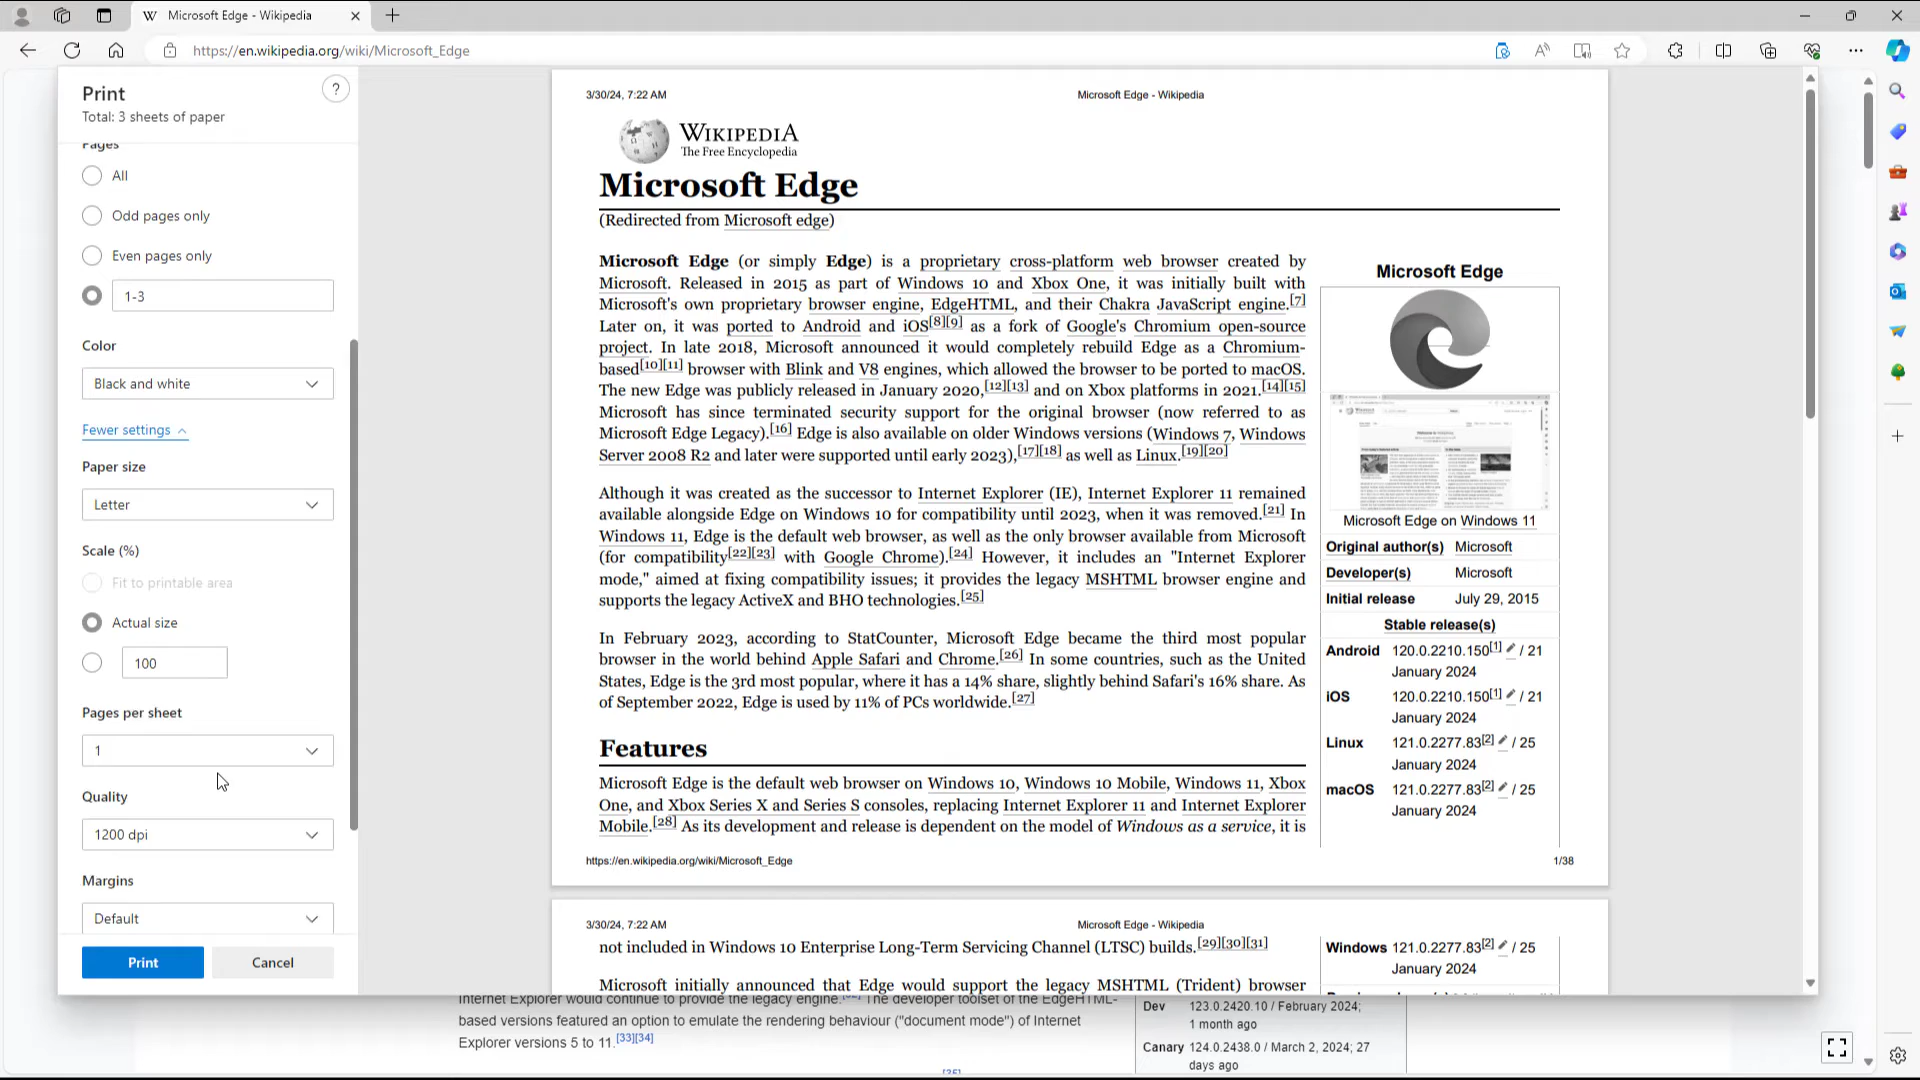 Microsoft Edge - Wikipedia
https://en.wikipedia.org/wiki/Microsoft_Edge
Print
Total: 3 sheets of paper
Pages
All
Odd pages only
Even pages only
1-3
Color
Black and white
Fewer settings
Paper size
Letter
Scale (%)
Fit to printable area
Actual size
100
Pages per sheet
1
Quality
1200 dpi
Margins
Default
Print
Cancel
3/30/24, 7:22 AM
Microsoft Edge - Wikipedia
WIKIPEDIA
The Free Encyclopedia
Microsoft Edge
(Redirected from Microsoft edge)
Microsoft Edge (or simply Edge) is a proprietary cross-platform web browser created by
Microsoft. Released in 2015 as part of Windows 10 and Xbox One, it was initially built with
Microsoft's own proprietary browser engine, EdgeHTML, and their Chakra JavaScript engine.[7]
Later on, it was ported to Android and iOS[8][9] as a fork of Google's Chromium open-source
project. In late 2018, Microsoft announced it would completely rebuild Edge as a Chromium-
based[10][11] browser with Blink and V8 engines, which allowed the browser to be ported to macOS.
The new Edge was publicly released in January 2020,[12][13] and on Xbox platforms in 2021.[14][15]
Microsoft has since terminated security support for the original browser (now referred to as
Microsoft Edge Legacy).[16] Edge is also available on older Windows versions (Windows 7, Windows
Server 2008 R2 and later were supported until early 2023),[17][18] as well as Linux.[19][20]
Although it was created as the successor to Internet Explorer (IE), Internet Explorer 11 remained
available alongside Edge on Windows 10 for compatibility until 2023, when it was removed.[21] In
Windows 11, Edge is the default web browser, as well as the only browser available from Microsoft
(for compatibility[22][23] with Google Chrome).[24] However, it includes an "Internet Explorer
mode," aimed at fixing compatibility issues; it provides the legacy MSHTML browser engine and
supports the legacy ActiveX and BHO technologies.[25]
In February 2023, according to StatCounter, Microsoft Edge became the third most popular
browser in the world behind Apple Safari and Chrome.[26] In some countries, such as the United
States, Edge is the 3rd most popular, where it has a 14% share, slightly behind Safari's 16% share. As
of September 2022, Edge is used by 11% of PCs worldwide.[27]
Features
Microsoft Edge is the default web browser on Windows 10, Windows 10 Mobile, Windows 11, Xbox
One, and Xbox Series X and Series S consoles, replacing Internet Explorer 11 and Internet Explorer
Mobile.[28] As its development and release is dependent on the model of Windows as a service, it is
Microsoft Edge
Microsoft Edge on Windows 11
Original author(s) Microsoft
Developer(s) Microsoft
Initial release July 29, 2015
Stable release(s)
Android 120.0.2210.150[1] / 21
January 2024
iOS 120.0.2210.150[1] / 21
January 2024
Linux 121.0.2277.83[2] / 25
January 2024
macOS 121.0.2277.83[2] / 25
January 2024
https://en.wikipedia.org/wiki/Microsoft_Edge
1/38
3/30/24, 7:22 AM
Microsoft Edge - Wikipedia
not included in Windows 10 Enterprise Long-Term Servicing Channel (LTSC) builds.[29][30][31]
Microsoft initially announced that Edge would support the legacy MSHTML (Trident) browser
Windows 121.0.2277.83[2] / 25
January 2024
Internet Explorer would continue to provide the legacy engine. The developer toolset of the EdgeHTML-
based versions featured an option to emulate the rendering behaviour ("document mode") of Internet
Explorer versions 5 to 11.[33][34]
Dev 123.0.2420.10 / February 2024;
1 month ago
Canary 124.0.2438.0 / March 2, 2024; 27
days ago